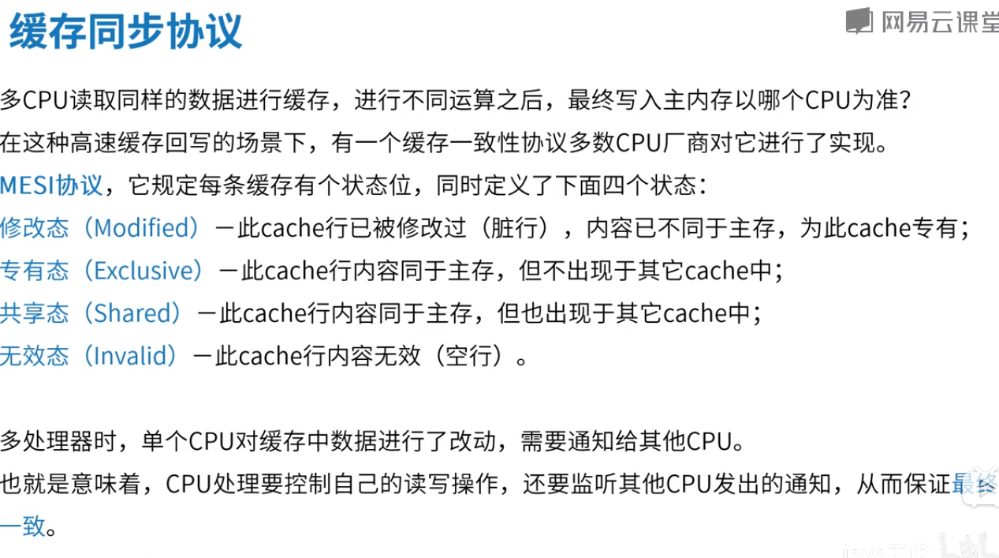 缓存同步协议
网易云课堂
多CPU读取同样的数据进行缓存，进行不同运算之后，最终写入主内存以哪个CPU为准？
在这种高速缓存回写的场景下，有一个缓存一致性协议多数CPU厂商对它进行了实现。
MESI协议，它规定每条缓存有个状态位，同时定义了下面四个状态：
修改态（Modified）－此cache行已被修改过（脏行），内容已不同于主存，为此cache专有；
专有态（Exclusive）－此cache行内容同于主存，但不出现于其它cache中；
共享态（Shared）－此cache行内容同于主存，但也出现于其它cache中；
无效态（Invalid）－此cache行内容无效（空行）。
多处理器时，单个CPU对缓存中数据进行了改动，需要通知给其他CPU。
也就是意味着，CPU处理要控制自己的读写操作，还要监听其他CPU发出的通知，从而保证最终
一致。